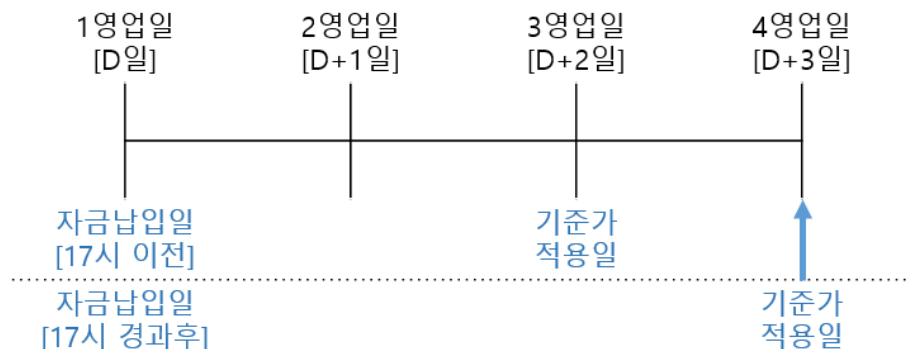 1영업일 2영업일 3영업일 4영업일
[D일] [D+1일] [D+2일] [D+3일]
자금납입일 기준가
[17시 이전] 적용일
자금납입일 기준가
[17시 경과후] 적용일